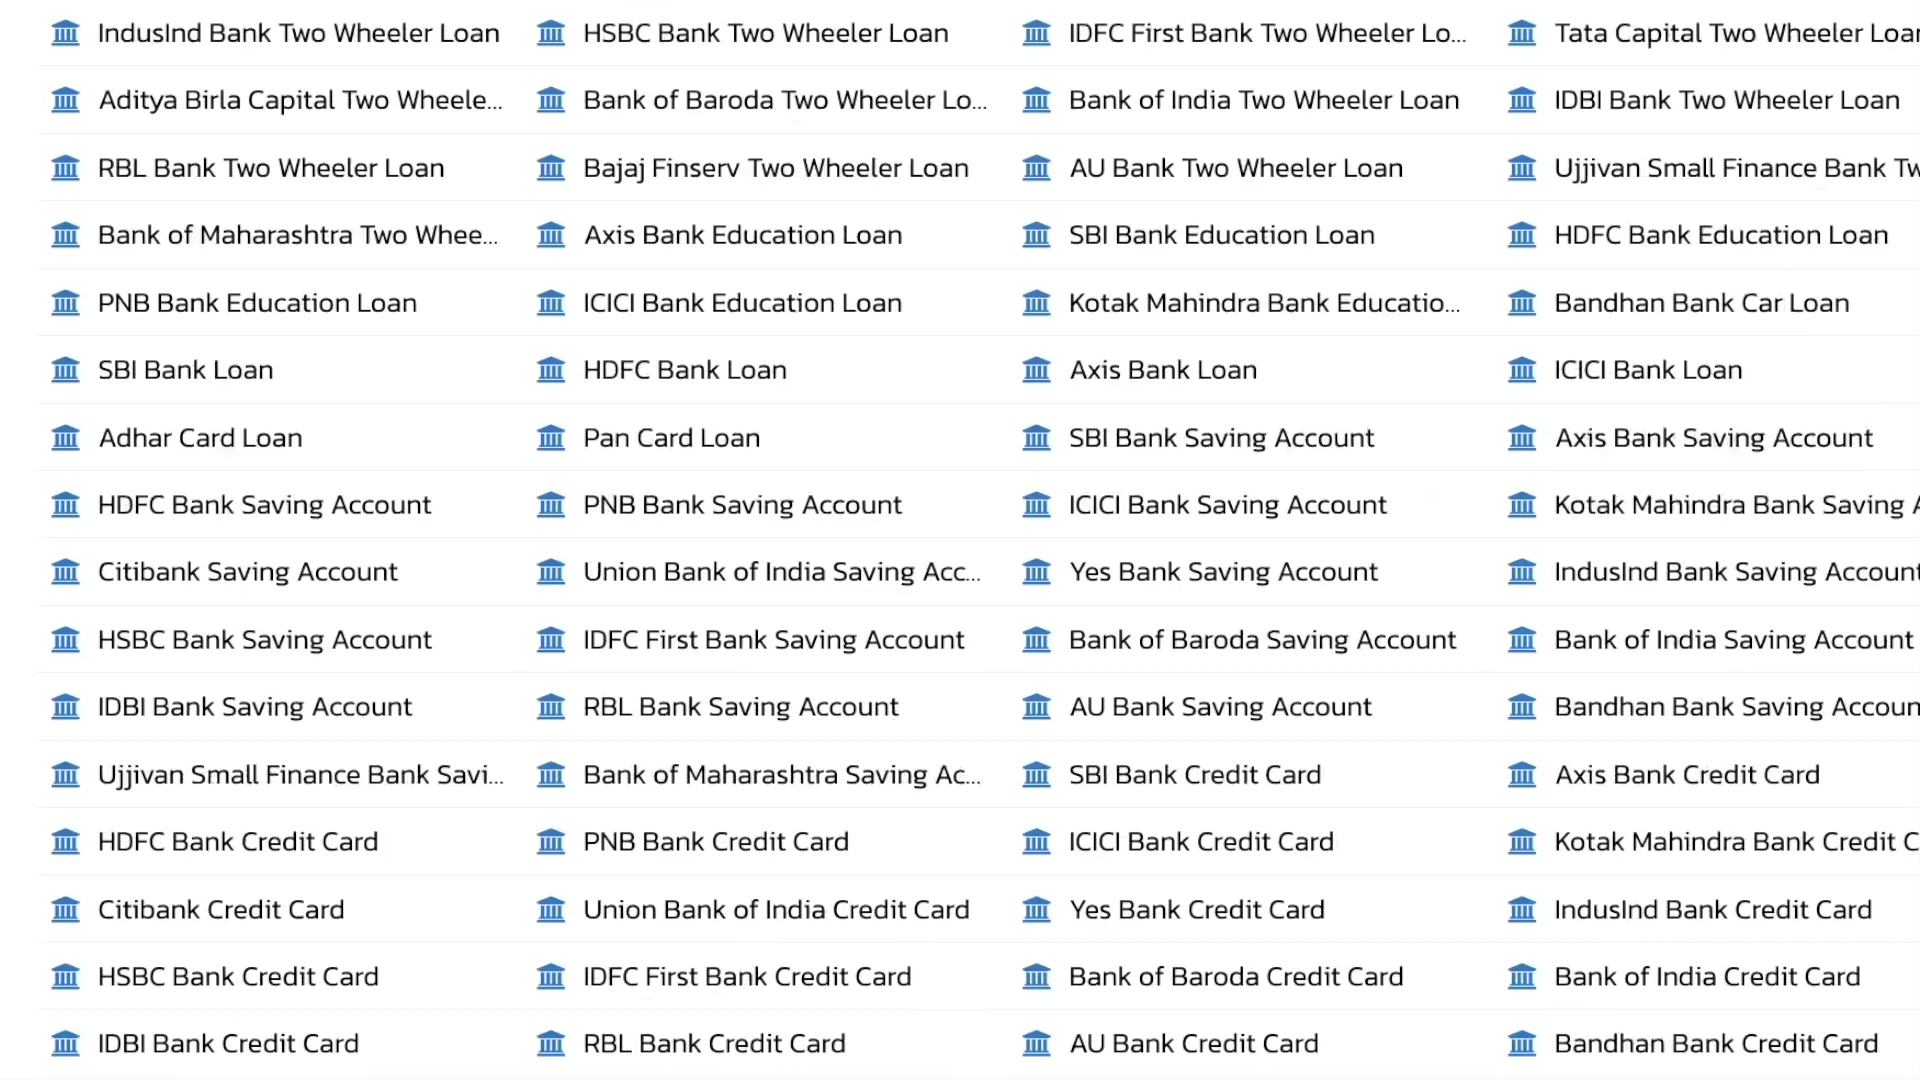 IndusInd Bank Two Wheeler Loan
HSBC Bank Two Wheeler Loan
IDFC First Bank Two Wheeler Lo...
Tata Capital Two Wheeler Loan
Aditya Birla Capital Two Wheele...
Bank of Baroda Two Wheeler Lo...
Bank of India Two Wheeler Loan
IDBI Bank Two Wheeler Loan
RBL Bank Two Wheeler Loan
Bajaj Finserv Two Wheeler Loan
AU Bank Two Wheeler Loan
Ujjivan Small Finance Bank Tw
Bank of Maharashtra Two Whee...
Axis Bank Education Loan
SBI Bank Education Loan
HDFC Bank Education Loan
PNB Bank Education Loan
ICICI Bank Education Loan
Kotak Mahindra Bank Educatio...
Bandhan Bank Car Loan
SBI Bank Loan
HDFC Bank Loan
Axis Bank Loan
ICICI Bank Loan
Adhar Card Loan
Pan Card Loan
SBI Bank Saving Account
Axis Bank Saving Account
HDFC Bank Saving Account
PNB Bank Saving Account
ICICI Bank Saving Account
Kotak Mahindra Bank Saving A
Citibank Saving Account
Union Bank of India Saving Acc...
Yes Bank Saving Account
IndusInd Bank Saving Account
HSBC Bank Saving Account
IDFC First Bank Saving Account
Bank of Baroda Saving Account
Bank of India Saving Account
IDBI Bank Saving Account
RBL Bank Saving Account
AU Bank Saving Account
Bandhan Bank Saving Accoun
Ujjivan Small Finance Bank Savi...
Bank of Maharashtra Saving Ac...
SBI Bank Credit Card
Axis Bank Credit Card
HDFC Bank Credit Card
PNB Bank Credit Card
ICICI Bank Credit Card
Kotak Mahindra Bank Credit C
Citibank Credit Card
Union Bank of India Credit Card
Yes Bank Credit Card
IndusInd Bank Credit Card
HSBC Bank Credit Card
IDFC First Bank Credit Card
Bank of Baroda Credit Card
Bank of India Credit Card
IDBI Bank Credit Card
RBL Bank Credit Card
AU Bank Credit Card
Bandhan Bank Credit Card